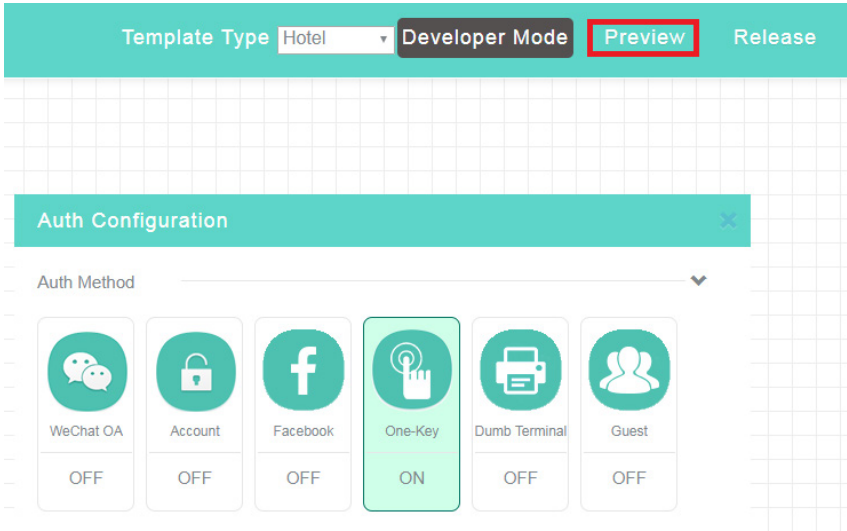 Template Type Hotel Developer Mode Preview Release
Auth Configuration
Auth Method
WeChat OA Account Facebook One-Key Dumb Terminal Guest
OFF OFF OFF ON OFF OFF